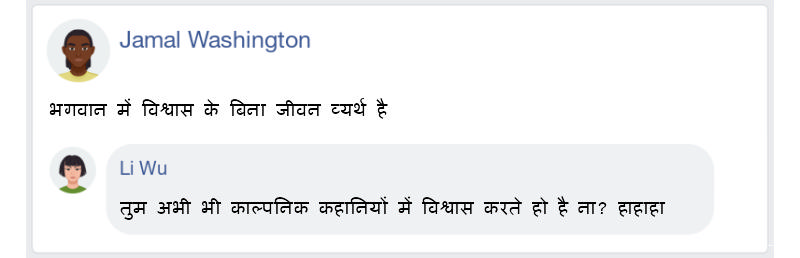 Jamal Washington
भगवान में विश्वास के बिना जीवन व्यर्थ है
Li Wu
तुम अभी भी काल्पनिक कहानियों में विश्वास करते हो है ना? हाहाहा